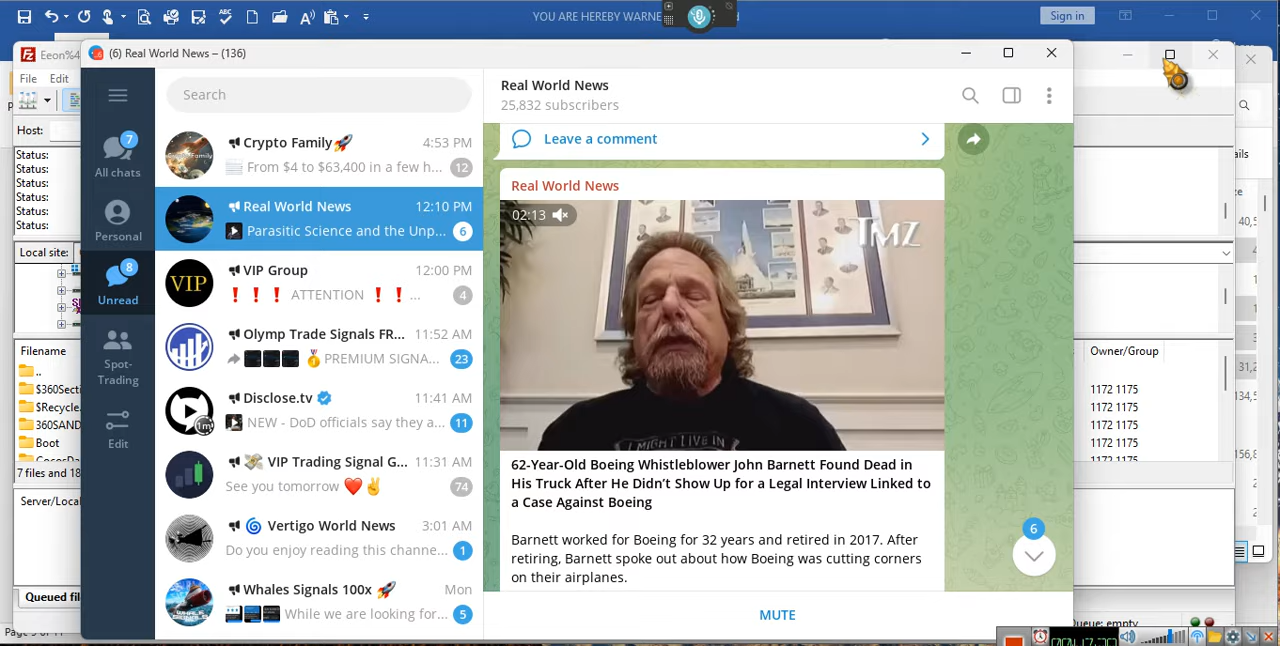 YOU ARE HEREBY WARNE
Sign in
Eeon%4
File Edit
Host:
Status:
Status:
Status:
Status:
Status:
Status:
Local site:
Filename
..
$360Secti
$Recycle.
360SAND
Boot
7 files and 18
Server/Local
Queued fil
(6) Real World News – (136)
7
All chats
Personal
8
Unread
Spot-
Trading
Edit
Search
Crypto Family🚀 4:53 PM
From $4 to $63,400 in a few h... 12
Real World News 12:10 PM
Parasitic Science and the Unp... 6
VIP
VIP Group 12:00 PM
❗❗❗ ATTENTION ❗❗... 4
Olymp Trade Signals FR... 11:52 AM
🥇 PREMIUM SIGNA... 23
Disclose.tv 11:41 AM
1m
NEW - DoD officials say they a... 11
💸 VIP Trading Signal G... 11:31 AM
See you tomorrow ❤️✌️ 74
🌀 Vertigo World News 3:01 AM
Do you enjoy reading this channe... 1
Whales Signals 100x 🚀 Mon
While we are looking for... 5
Real World News
25,832 subscribers
Leave a comment
Real World News
02:13
TMZ
I MIGHT LIVE IN
62-Year-Old Boeing Whistleblower John Barnett Found Dead in
His Truck After He Didn't Show Up for a Legal Interview Linked to
a Case Against Boeing
Barnett worked for Boeing for 32 years and retired in 2017. After
retiring, Barnett spoke out about how Boeing was cutting corners
on their airplanes.
6
MUTE
Owner/Group
1172 1175
1172 1175
1172 1175
1172 1175
1172 1175
Queue: empty